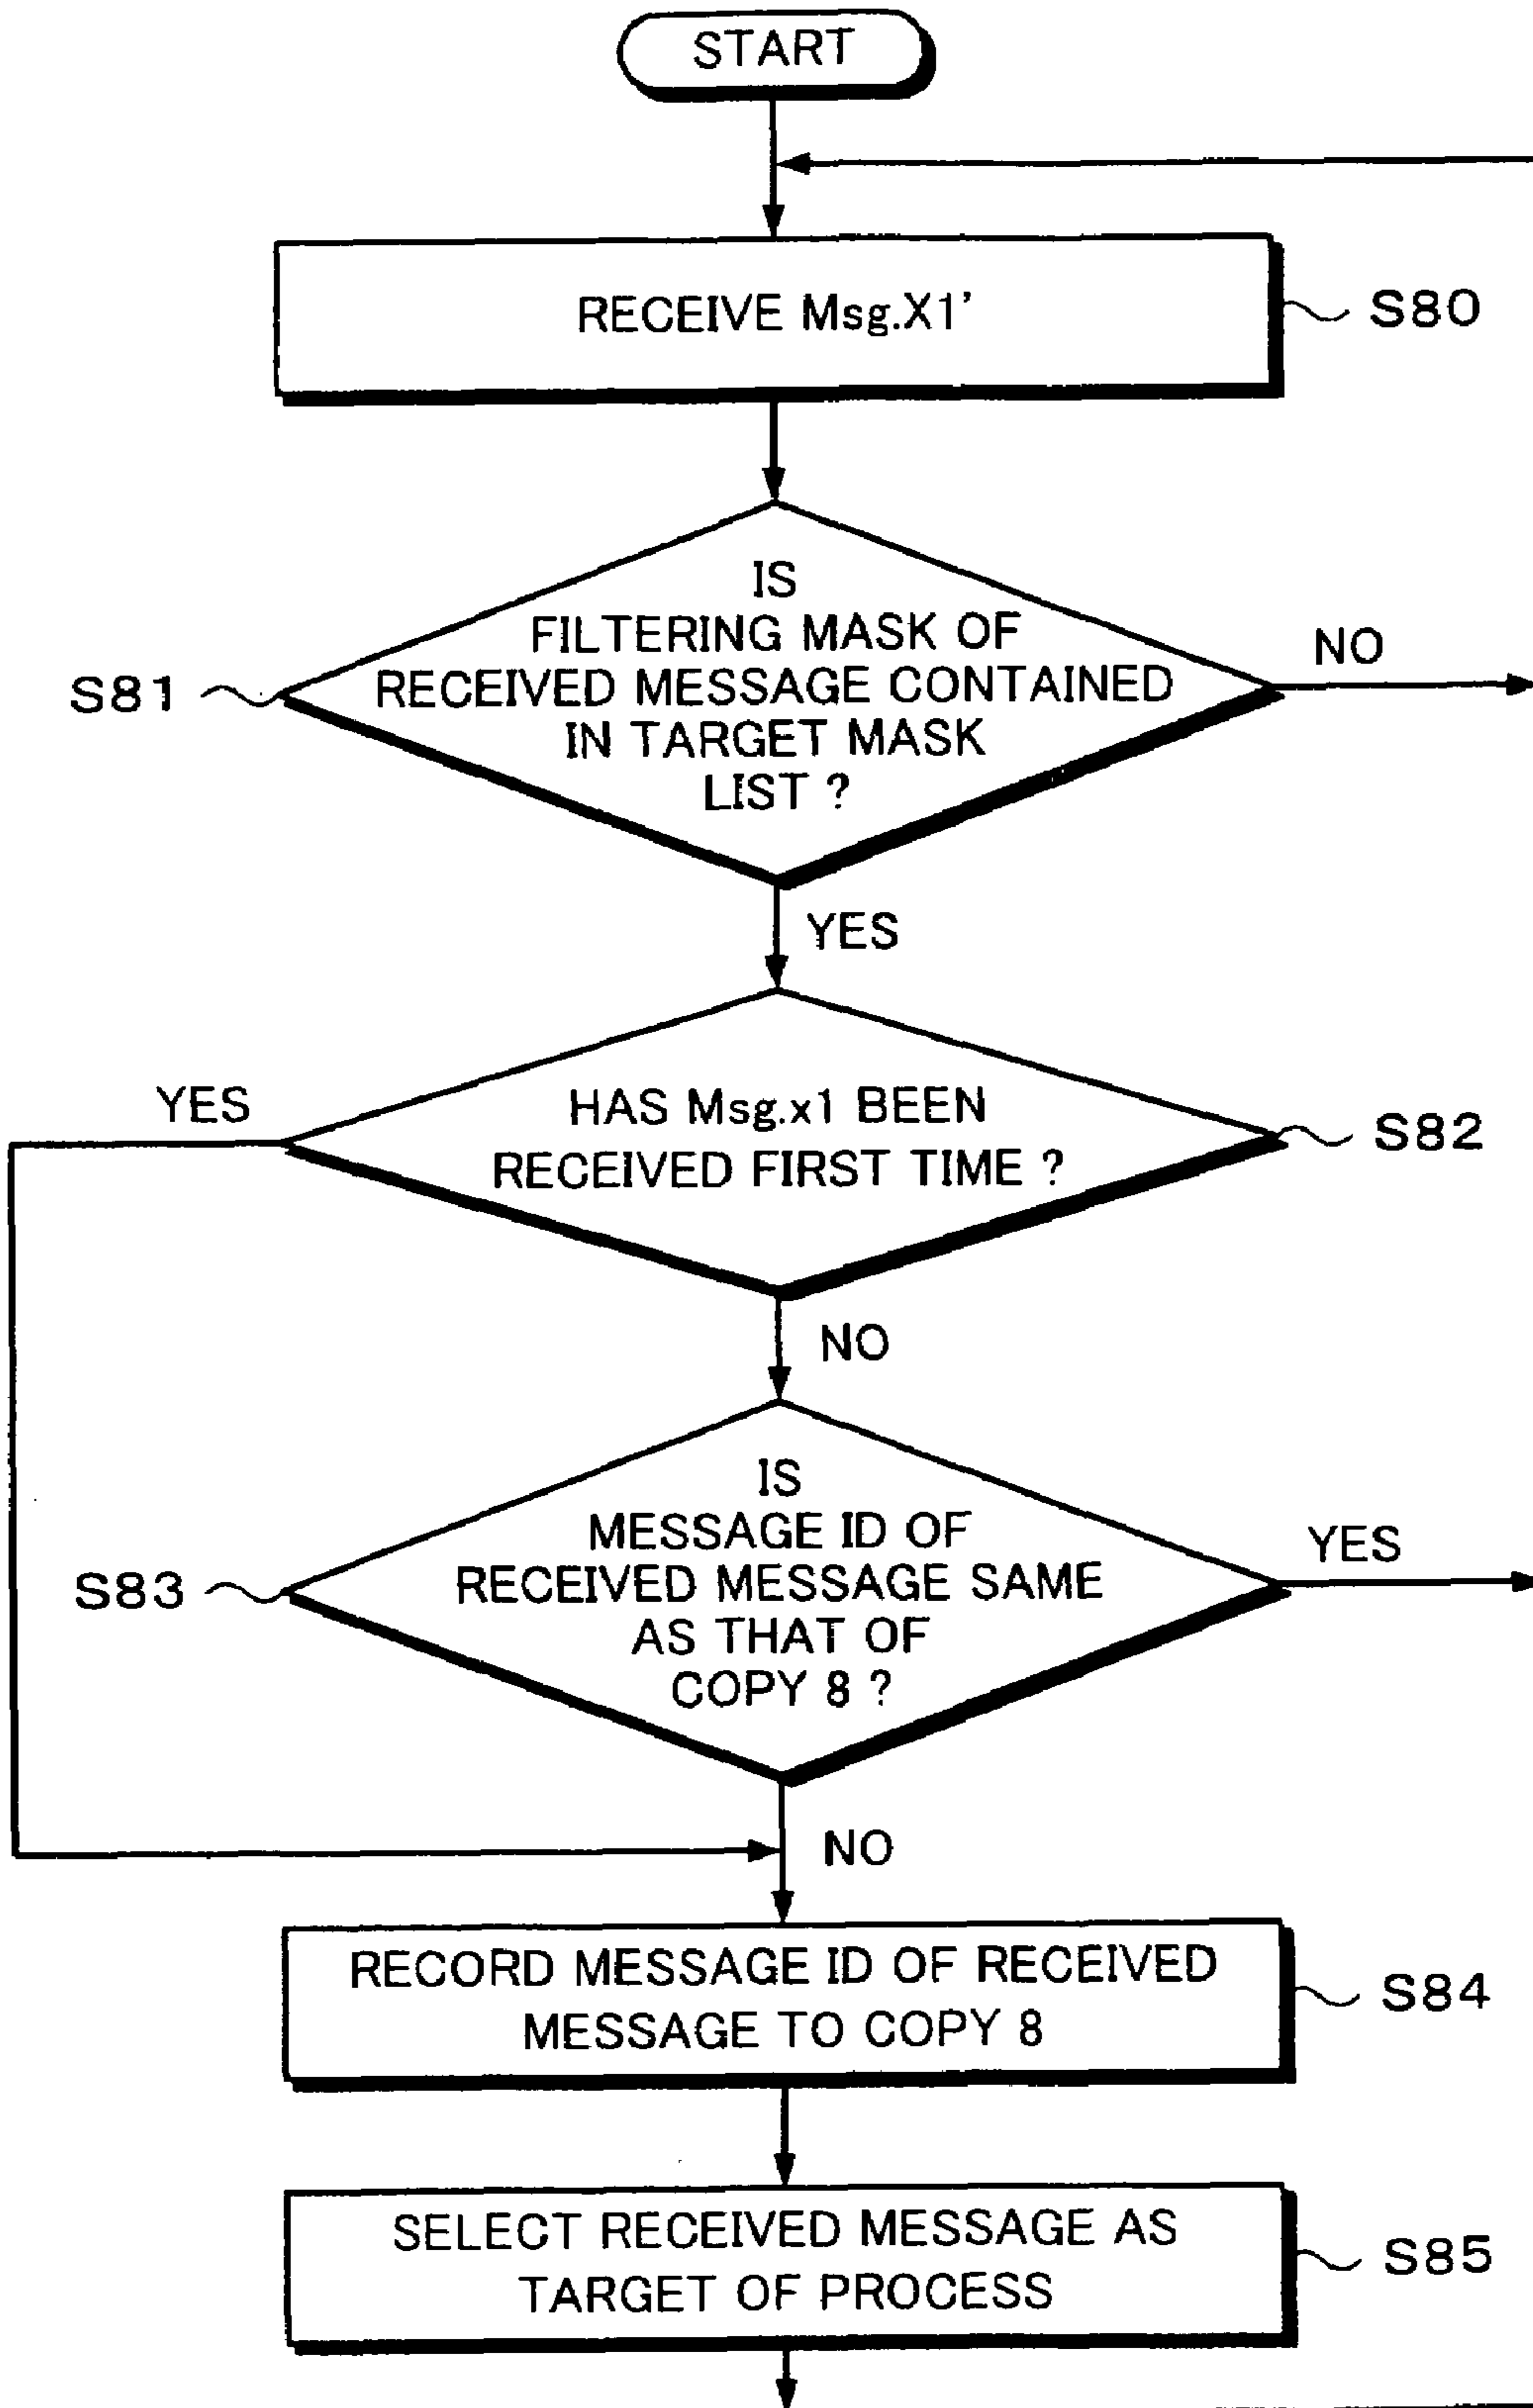 START
RECEIVE Msg.X1'
S80
IS
FILTERING MASK OF
RECEIVED MESSAGE CONTAINED
IN TARGET MASK
LIST ?
S81
NO
YES
HAS Msg.x1 BEEN
RECEIVED FIRST TIME ?
YES
S82
NO
IS
MESSAGE ID OF
RECEIVED MESSAGE SAME
AS THAT OF
COPY 8 ?
S83
YES
NO
RECORD MESSAGE ID OF RECEIVED
MESSAGE TO COPY 8
S84
SELECT RECEIVED MESSAGE AS
TARGET OF PROCESS
S85